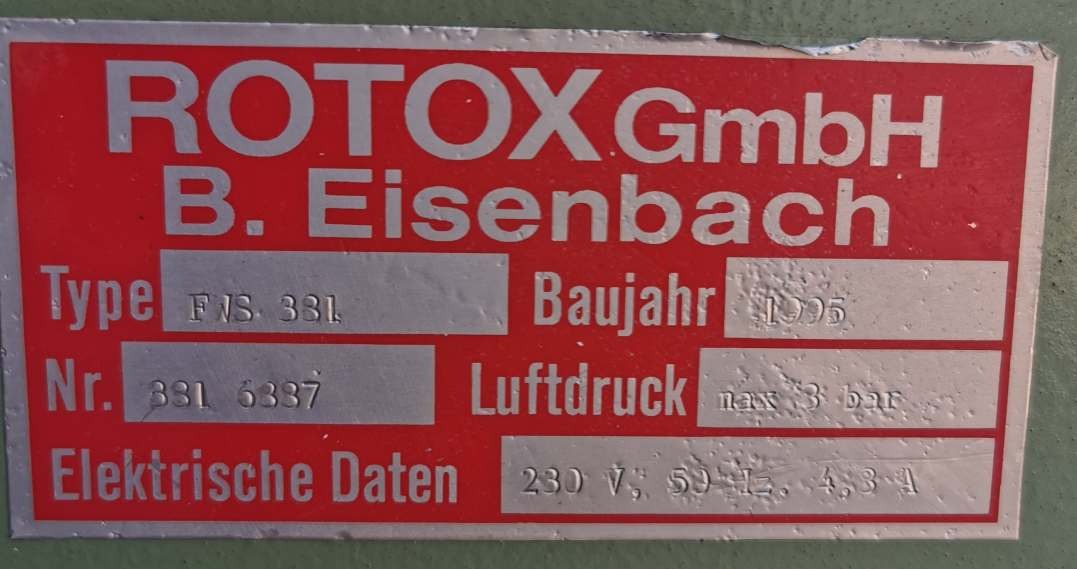 ROTOX GmbH
B. Eisenbach
Type FWS 381 Baujahr 1995
Nr. 381 6387 Luftdruck max 8 bar
Elektrische Daten 230 V, 50 Hz, 4,3 A